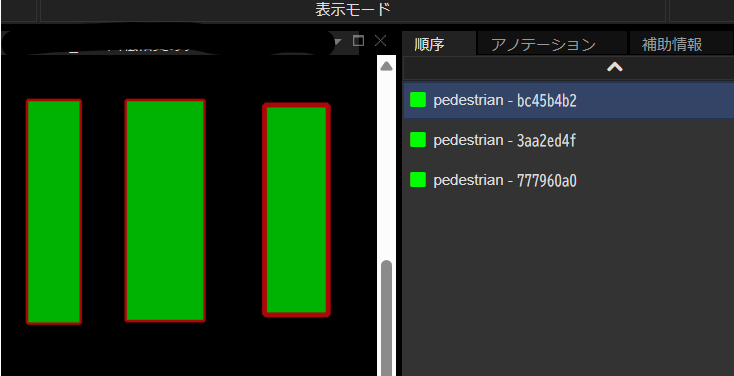 表示モード
順序 アノテーション 補助情報
pedestrian - bc45b4b2
pedestrian - 3aa2ed4f
pedestrian - 777960a0